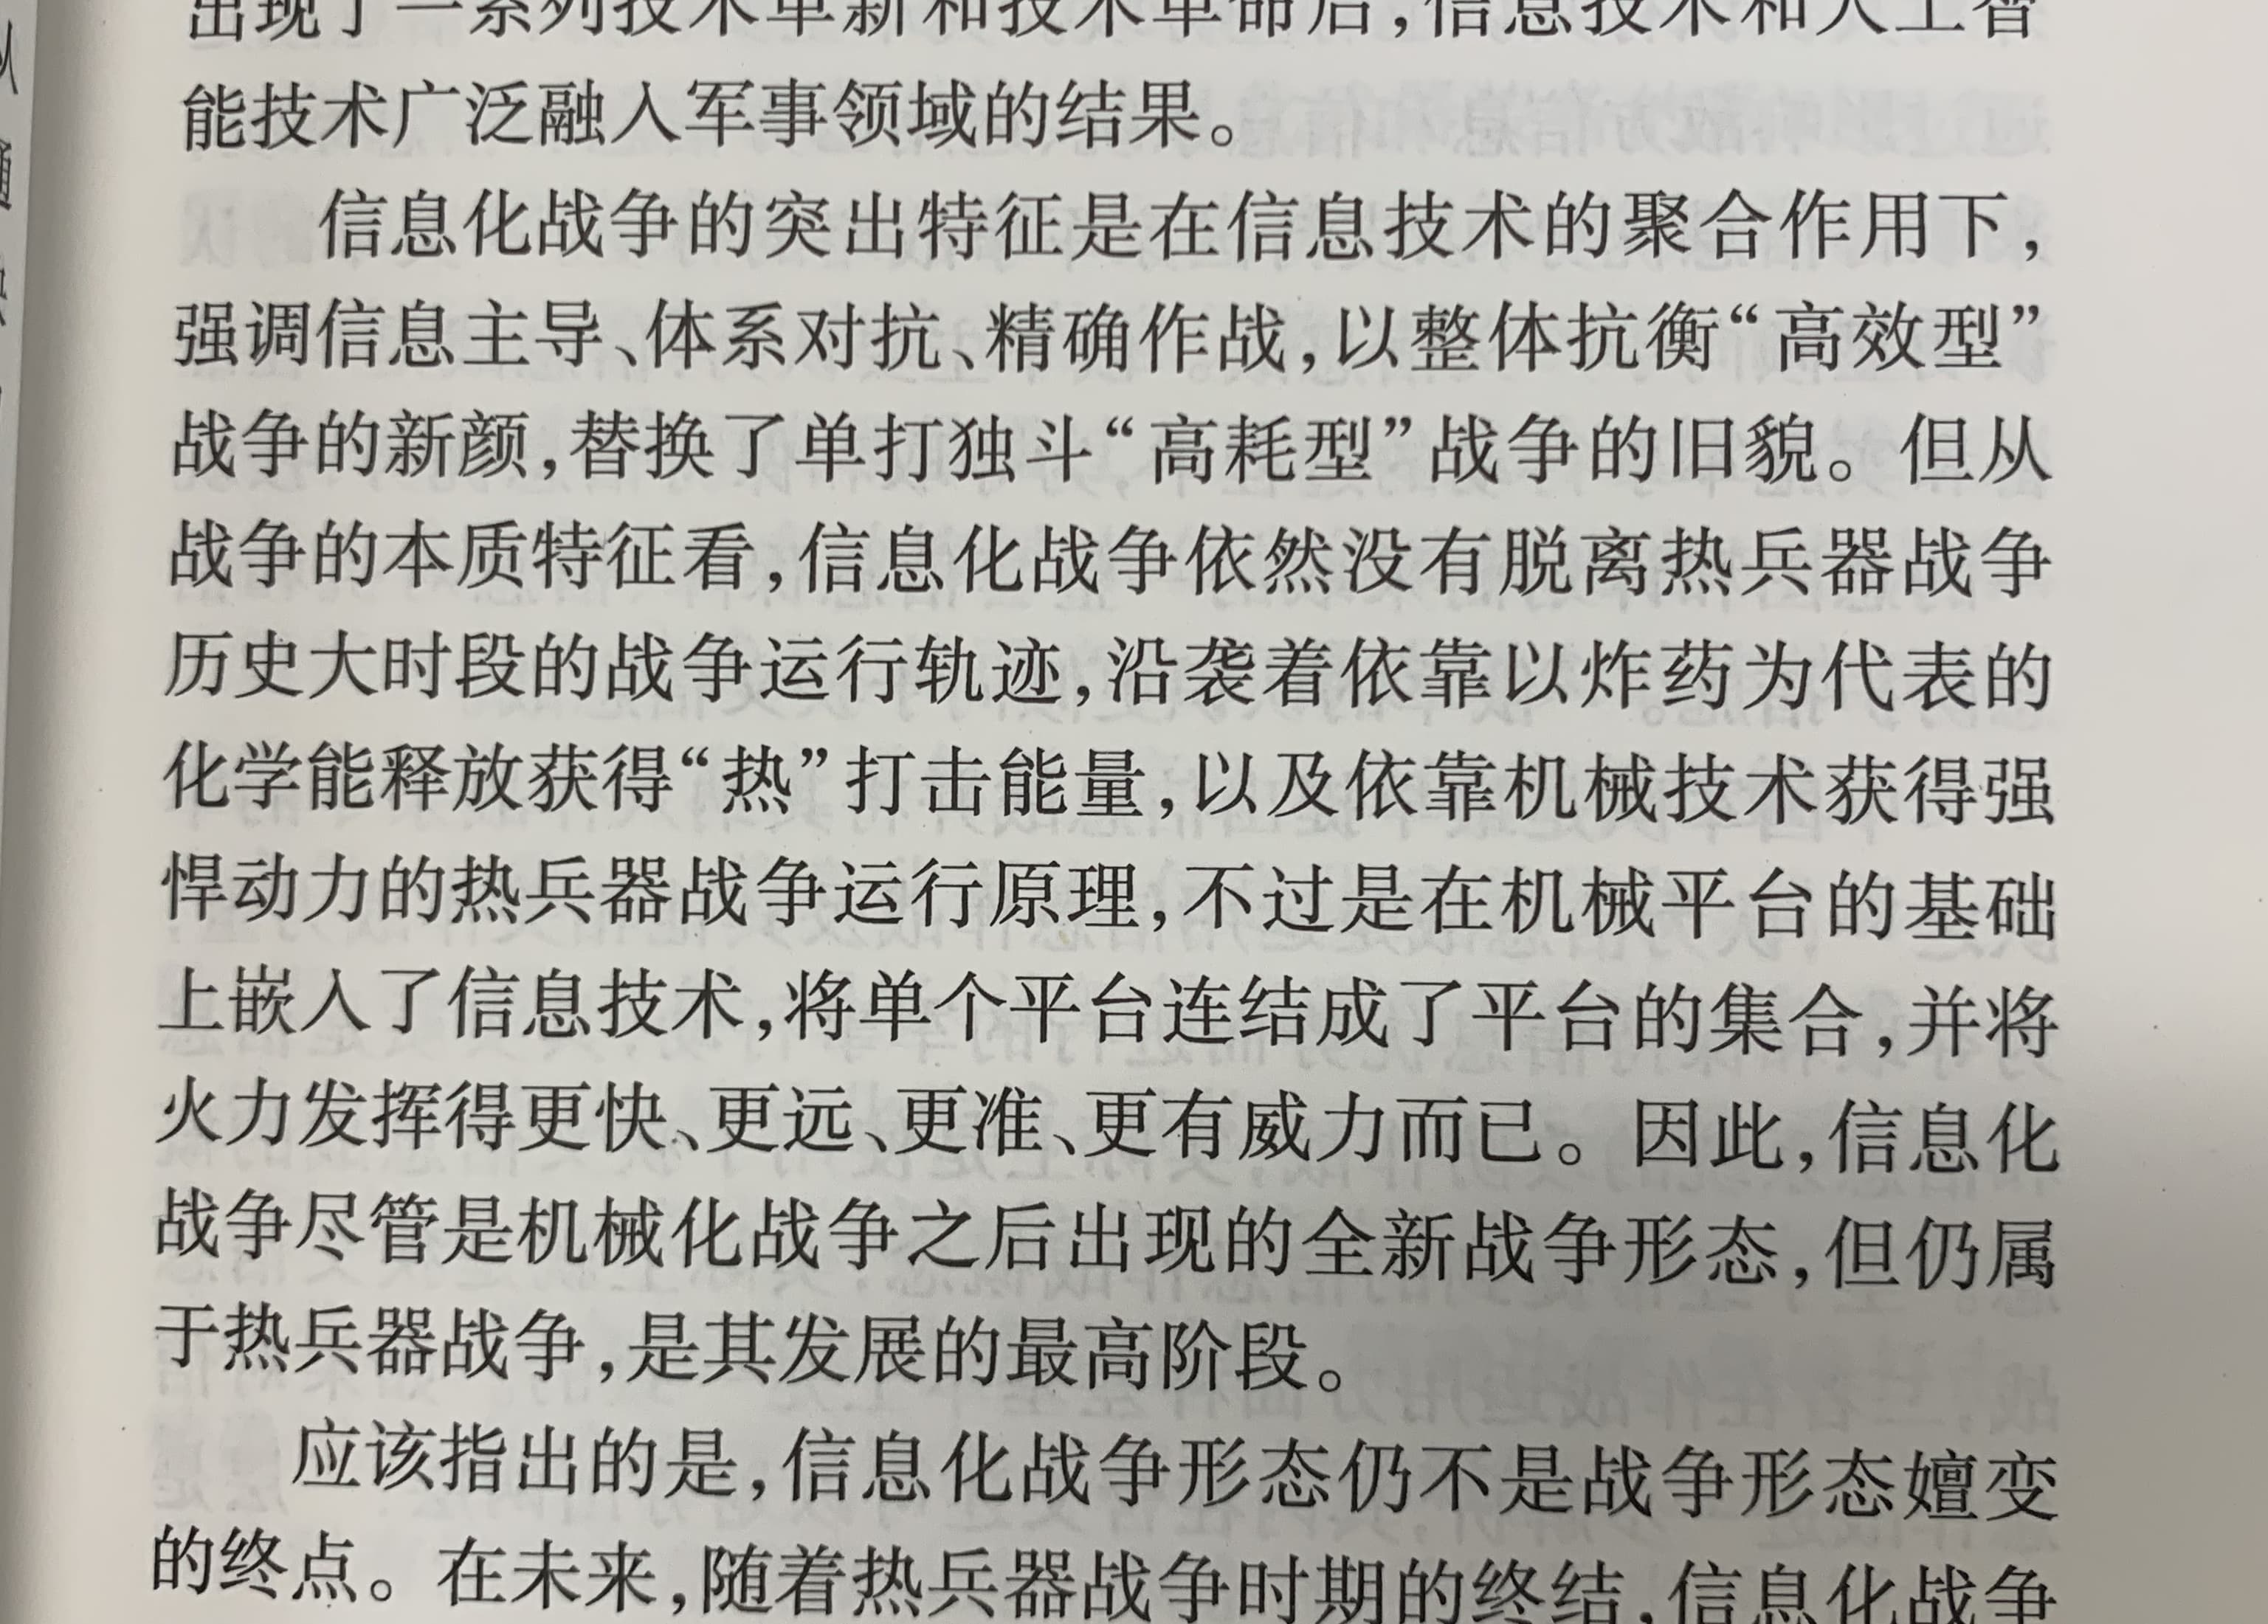 出现了一系列技术革新和技术革命后,信息技术和人工智
能技术广泛融入军事领域的结果。
信息化战争的突出特征是在信息技术的聚合作用下,
强调信息主导、体系对抗、精确作战,以整体抗衡“高效型”
战争的新颜,替换了单打独斗“高耗型”战争的旧貌。但从
战争的本质特征看,信息化战争依然没有脱离热兵器战争
历史大时段的战争运行轨迹,沿袭着依靠以炸药为代表的
化学能释放获得“热”打击能量,以及依靠机械技术获得强
悍动力的热兵器战争运行原理,不过是在机械平台的基础
上嵌入了信息技术,将单个平台连结成了平台的集合,并将
火力发挥得更快、更远、更准、更有威力而已。因此,信息化
战争尽管是机械化战争之后出现的全新战争形态,但仍属
于热兵器战争,是其发展的最高阶段。
应该指出的是,信息化战争形态仍不是战争形态嬗变
的终点。在未来,随着热兵器战争时期的终结,信息化战争